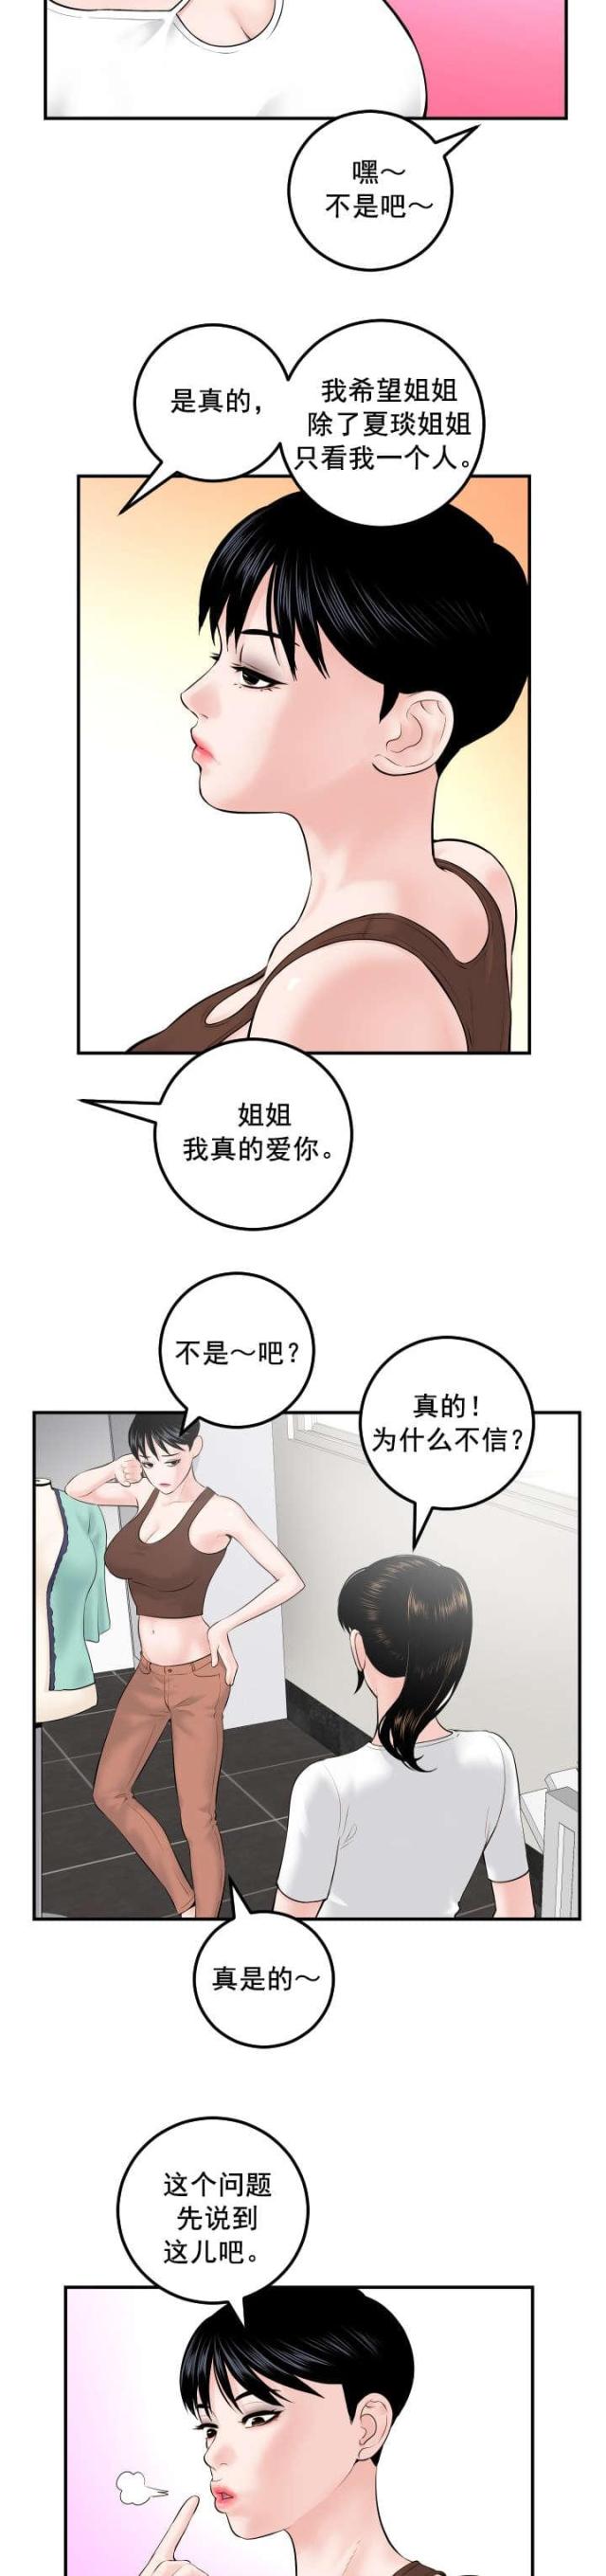 嘿～
不是吧～
是真的，
我希望姐姐
除了夏琰姐姐
只看我一个人。
姐姐
我真的爱你。
不是～吧？
真的！
为什么不信？
真是的～
这个问题
先说到
这儿吧。